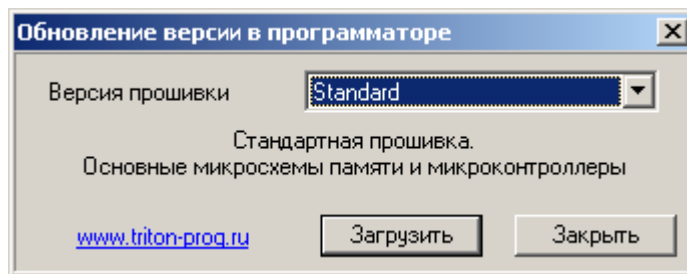 Обновление версии в программаторе
Версия прошивки Standard
Стандартная прошивка.
Основные микросхемы памяти и микроконтроллеры
www.triton-prog.ru Загрузить Закрыть